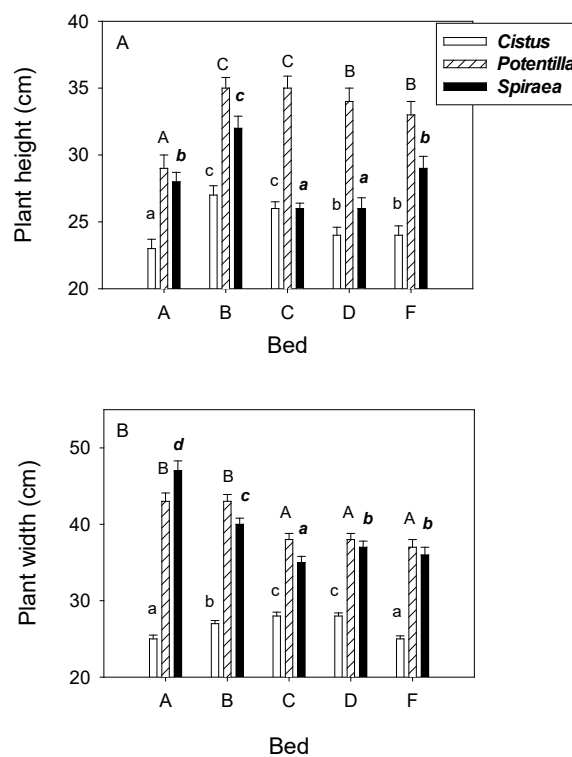 A
Cistus
Potentilla
Spiraea
Plant height (cm)
40
35
30
25
20
a A b
c C c
c C a
b B a
b B b
A B C D F
Bed
B
Plant width (cm)
50
40
30
20
a B d
b B c
c A a
c A b
a A b
A B C D F
Bed